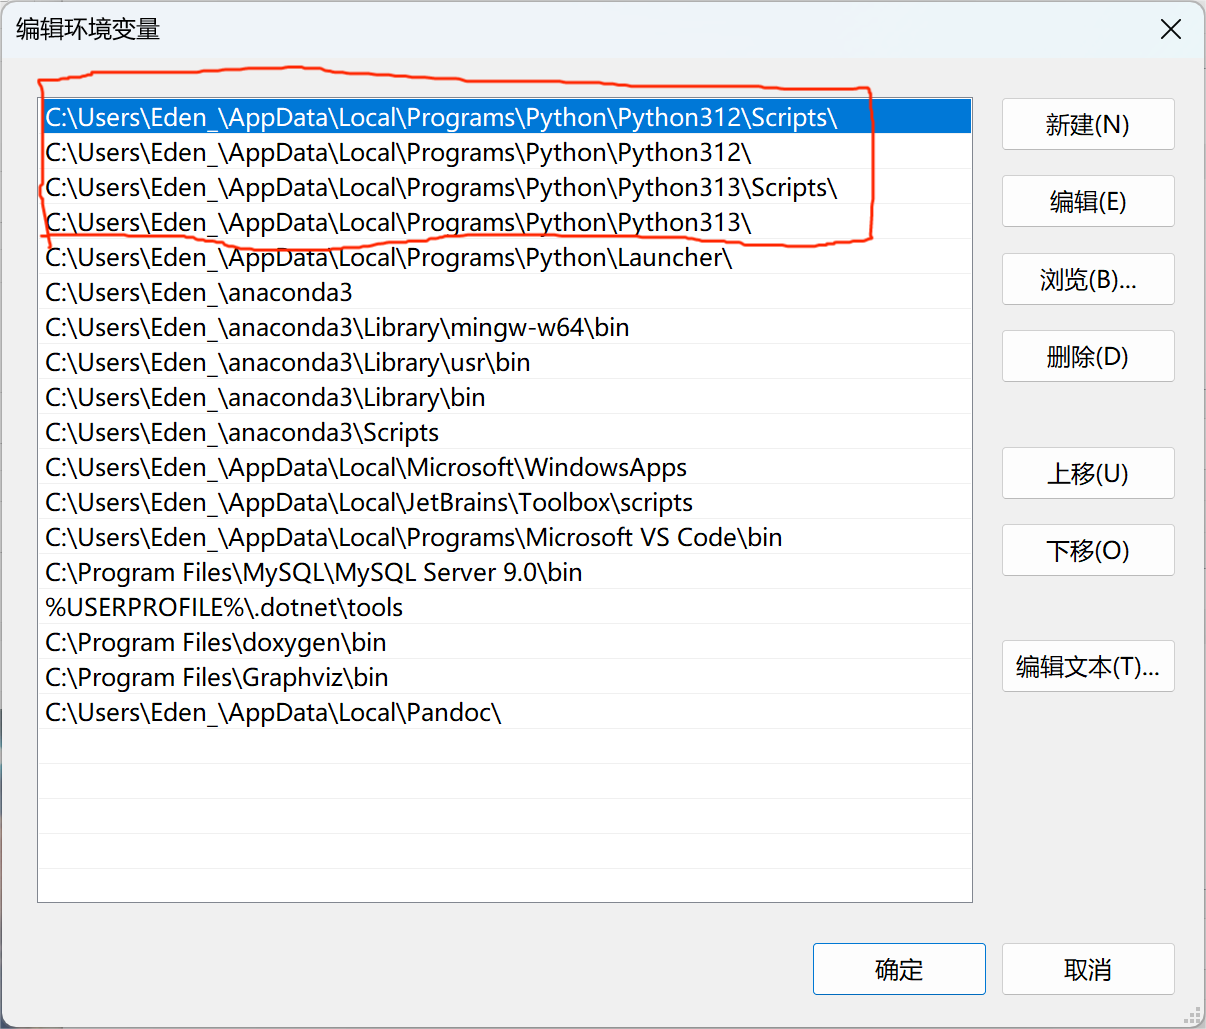 编辑环境变量
C:\Users\Eden_\AppData\Local\Programs\Python\Python312\Scripts\
C:\Users\Eden_\AppData\Local\Programs\Python\Python312\
C:\Users\Eden_\AppData\Local\Programs\Python\Python313\Scripts\
C:\Users\Eden_\AppData\Local\Programs\Python\Python313\
C:\Users\Eden_\AppData\Local\Programs\Python\Launcher\
C:\Users\Eden_\anaconda3
C:\Users\Eden_\anaconda3\Library\mingw-w64\bin
C:\Users\Eden_\anaconda3\Library\usr\bin
C:\Users\Eden_\anaconda3\Library\bin
C:\Users\Eden_\anaconda3\Scripts
C:\Users\Eden_\AppData\Local\Microsoft\WindowsApps
C:\Users\Eden_\AppData\Local\JetBrains\Toolbox\scripts
C:\Users\Eden_\AppData\Local\Programs\Microsoft VS Code\bin
C:\Program Files\MySQL\MySQL Server 9.0\bin
%USERPROFILE%\.dotnet\tools
C:\Program Files\doxygen\bin
C:\Program Files\Graphviz\bin
C:\Users\Eden_\AppData\Local\Pandoc\
新建(N)
编辑(E)
浏览(B)...
删除(D)
上移(U)
下移(O)
编辑文本(T)...
确定
取消